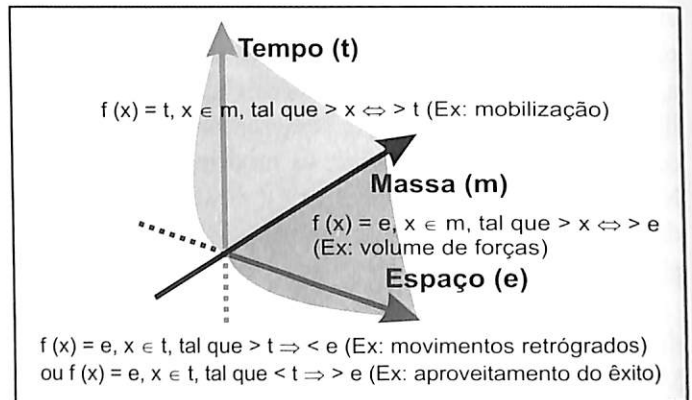 Tempo (t)
f (x) = t, x ∈ m, tal que > x ⇔ > t (Ex: mobilização)
Massa (m)
f (x) = e, x ∈ m, tal que > x ⇔ > e
(Ex: volume de forças)
Espaço (e)
f (x) = e, x ∈ t, tal que > t ⇒ < e (Ex: movimentos retrógrados)
ou f (x) = e, x ∈ t, tal que < t ⇒ > e (Ex: aproveitamento do êxito)